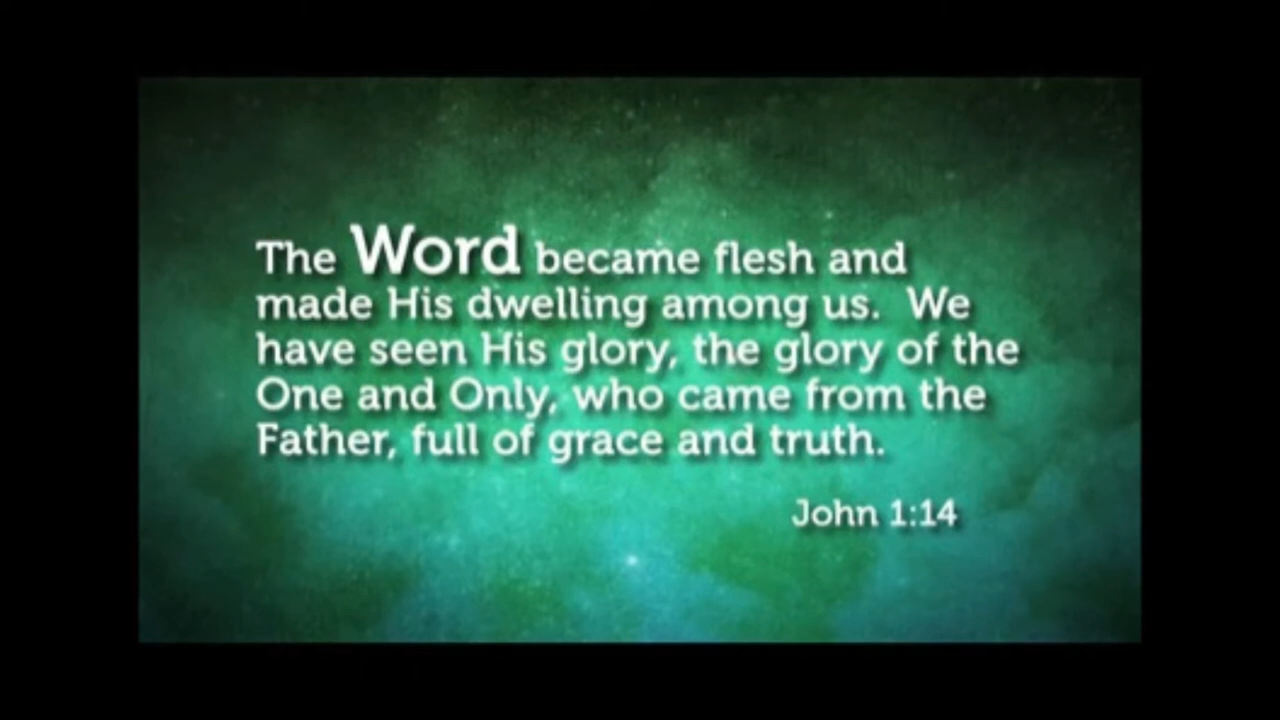 The Word became flesh and
made His dwelling among us.  We
have seen His glory, the glory of the
One and Only, who came from the
Father, full of grace and truth.
John 1:14